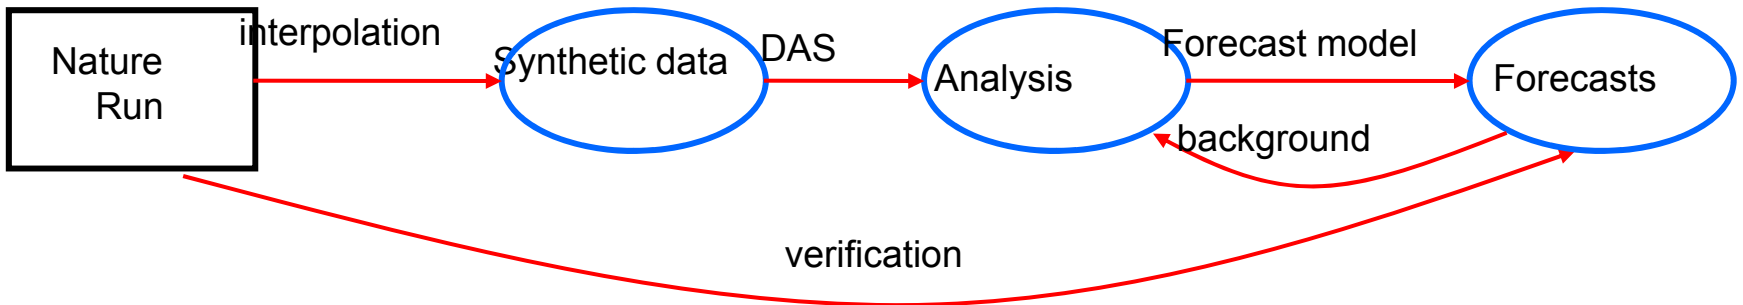 Nature
Run
interpolation
Synthetic data
DAS
Analysis
Forecast model
Forecasts
background
verification